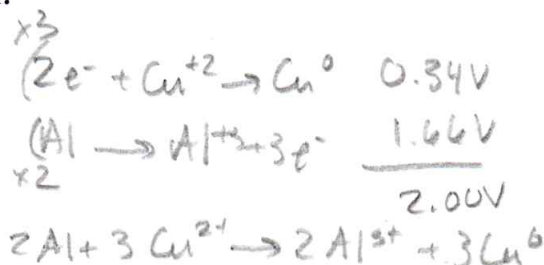 x3
(2e⁻ + Cu⁺² → Cu⁰ 0.34V
(Al → Al⁺³ + 3e⁻ 1.66V
x2
2.00V
2Al + 3Cu²⁺ → 2Al³⁺ + 3Cu⁰